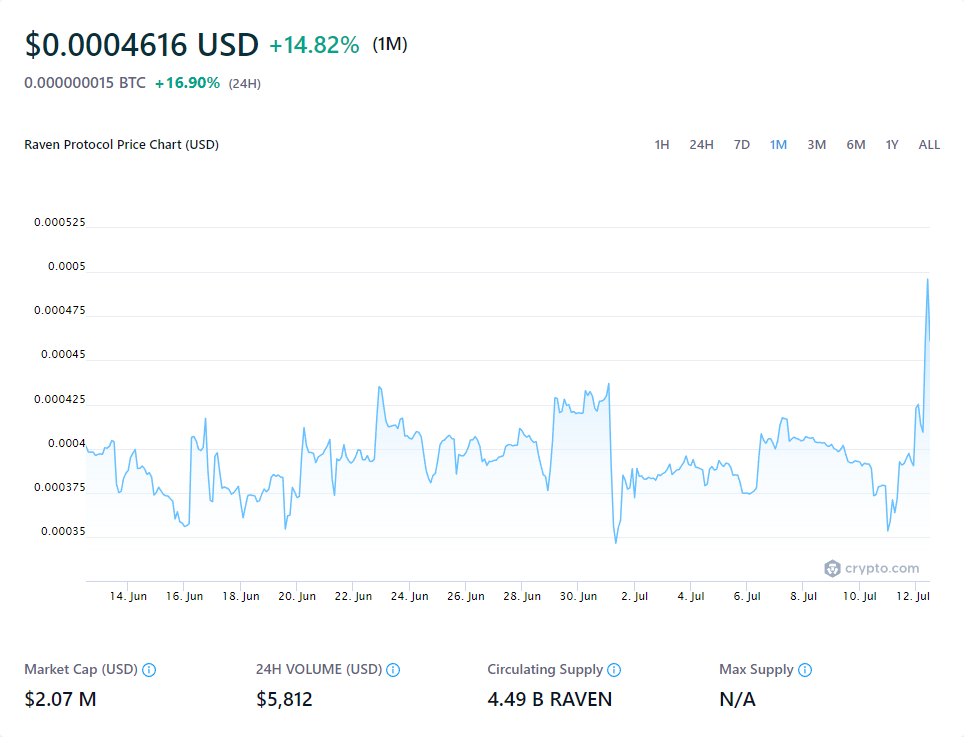 $0.0004616 USD +14.82% (1M)
0.000000015 BTC +16.90% (24H)
Raven Protocol Price Chart (USD) 1H 24H 7D 1M 3M 6M 1Y ALL
0.000525
0.0005
0.000475
0.00045
0.000425
0.0004
0.000375
0.00035
crypto.com
14. Jun 16. Jun 18. Jun 20. Jun 22. Jun 24. Jun 26. Jun 28. Jun 30. Jun 2. Jul 4. Jul 6. Jul 8. Jul 10. Jul 12. Jul
Market Cap (USD) 24H VOLUME (USD) Circulating Supply Max Supply
$2.07 M $5,812 4.49 B RAVEN N/A